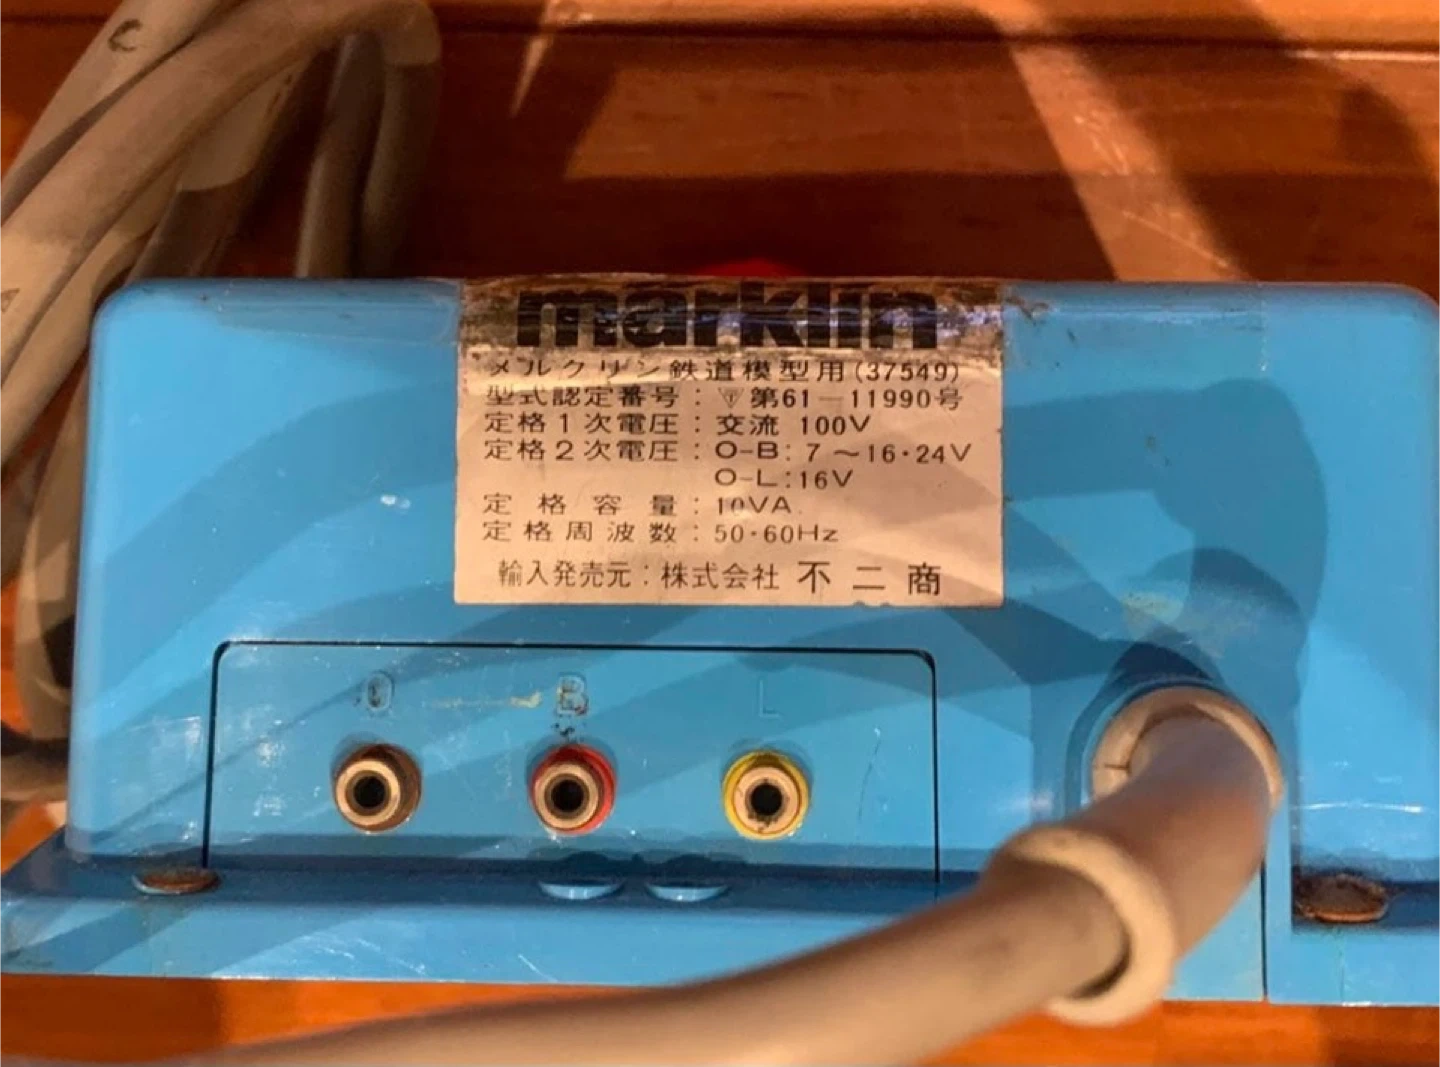 märklin
メルクリン鉄道模型用(37549)
型式認定番号:〒第61－11990号
定格1次電圧:交流 100V
定格2次電圧:O-B:7～16・24V
O-L:16V
定格容量:10VA
定格周波数:50・60Hz
輸入発売元:株式会社 不二商
O B L